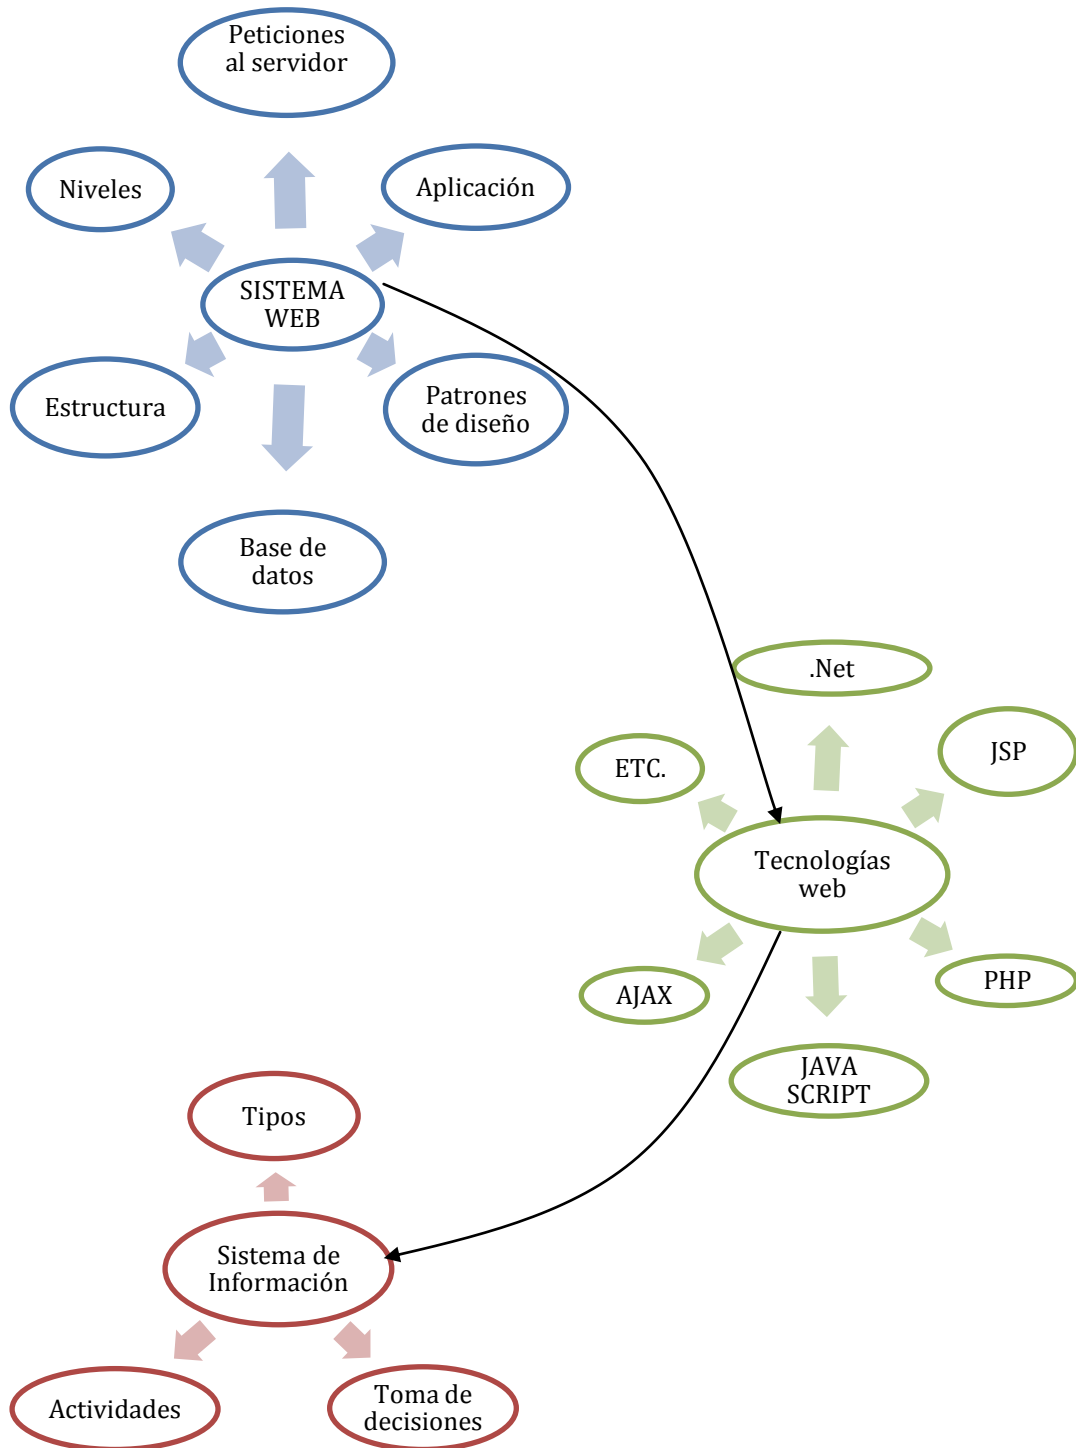 Peticiones
al servidor
Niveles
Aplicación
SISTEMA
WEB
Estructura
Patrones
de diseño
Base de
datos
.Net
ETC.
JSP
Tecnologías
web
AJAX
PHP
JAVA
SCRIPT
Tipos
Sistema de
Información
Actividades
Toma de
decisiones